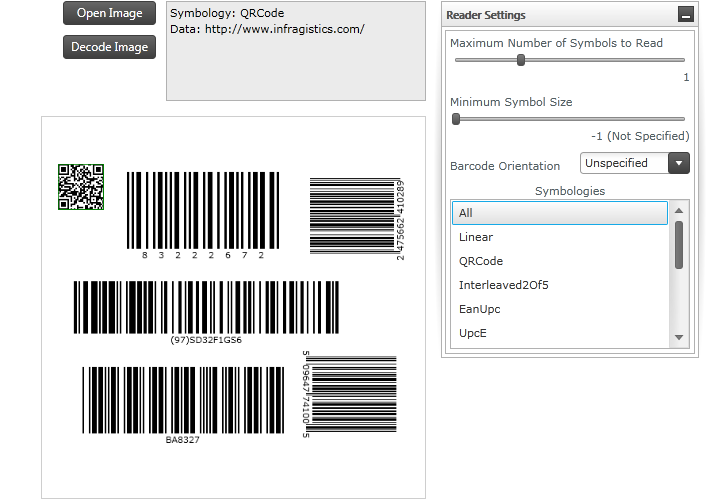 Open Image
Decode Image
Symbology: QRCode
Data: http://www.infragistics.com/
Reader Settings
Maximum Number of Symbols to Read
1
Minimum Symbol Size
-1 (Not Specified)
Barcode Orientation
Unspecified
Symbologies
All
Linear
QRCode
Interleaved2Of5
EanUpc
UpcE
8 3 2 2 2 6 7 2
2 475662 410289
(97)SD32F1GS6
BA8327
5 09647 74100 5